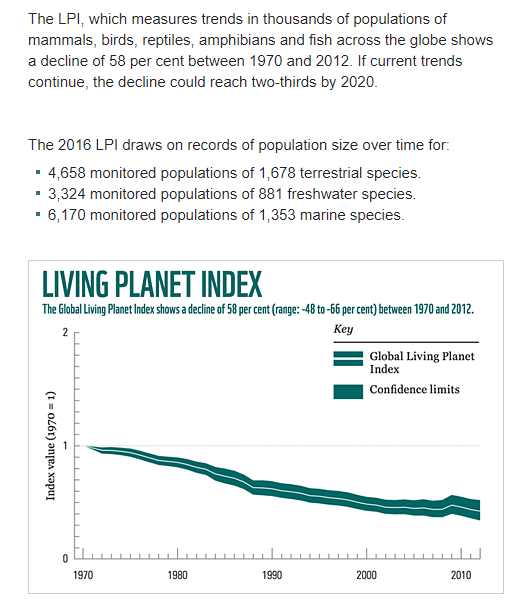 The LPI, which measures trends in thousands of populations of
mammals, birds, reptiles, amphibians and fish across the globe shows
a decline of 58 per cent between 1970 and 2012. If current trends
continue, the decline could reach two-thirds by 2020.
The 2016 LPI draws on records of population size over time for:
▪ 4,658 monitored populations of 1,678 terrestrial species.
▪ 3,324 monitored populations of 881 freshwater species.
▪ 6,170 monitored populations of 1,353 marine species.
LIVING PLANET INDEX
The Global Living Planet Index shows a decline of 58 per cent (range: -48 to -66 per cent) between 1970 and 2012.
Key
Global Living Planet
Index
Confidence limits
Index value (1970 = 1)
2
1
0
1970 1980 1990 2000 2010